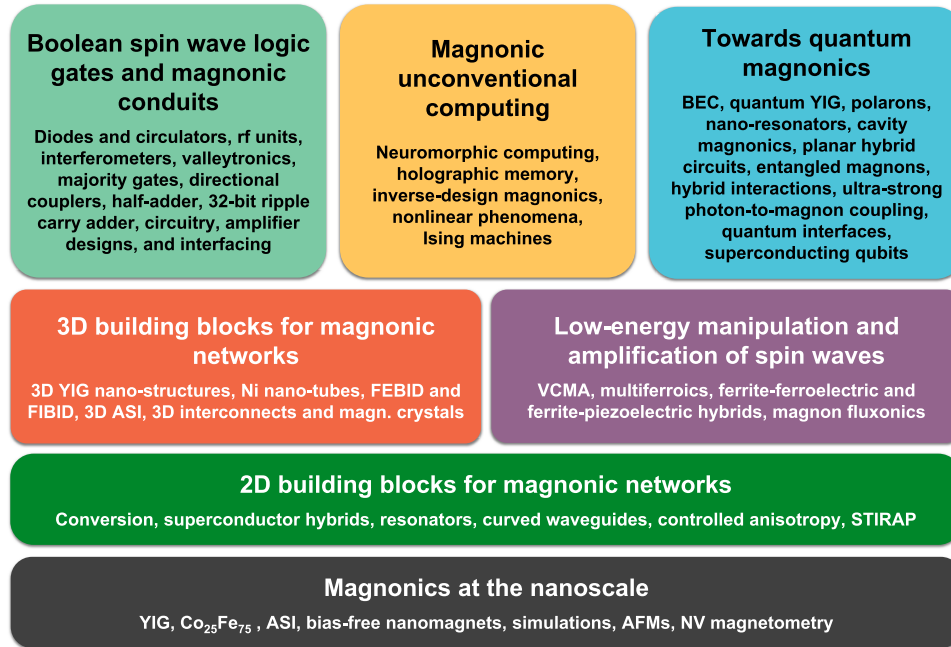 Boolean spin wave logic
gates and magnonic
conduits
Diodes and circulators, rf units,
interferometers, valleytronics,
majority gates, directional
couplers, half-adder, 32-bit ripple
carry adder, circuitry, amplifier
designs, and interfacing
Magnonic
unconventional
computing
Neuromorphic computing,
holographic memory,
inverse-design magnonics,
nonlinear phenomena,
Ising machines
Towards quantum
magnonics
BEC, quantum YIG, polarons,
nano-resonators, cavity
magnonics, planar hybrid
circuits, entangled magnons,
hybrid interactions, ultra-strong
photon-to-magnon coupling,
quantum interfaces,
superconducting qubits
3D building blocks for magnonic
networks
3D YIG nano-structures, Ni nano-tubes, FEBID and
FIBID, 3D ASI, 3D interconnects and magn. crystals
Low-energy manipulation and
amplification of spin waves
VCMA, multiferroics, ferrite-ferroelectric and
ferrite-piezoelectric hybrids, magnon fluxonics
2D building blocks for magnonic networks
Conversion, superconductor hybrids, resonators, curved waveguides, controlled anisotropy, STIRAP
Magnonics at the nanoscale
YIG, Co₂₅Fe₇₅ , ASI, bias-free nanomagnets, simulations, AFMs, NV magnetometry